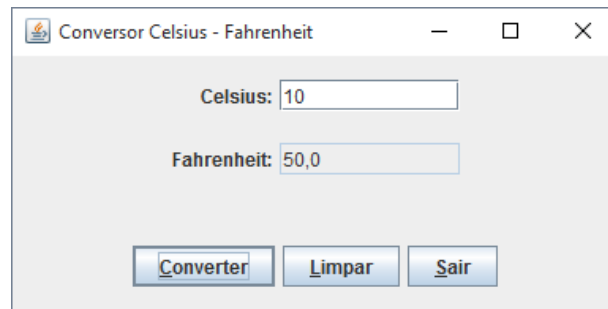 Conversor Celsius - Fahrenheit
Celsius: 10
Fahrenheit: 50,0
Converter Limpar Sair